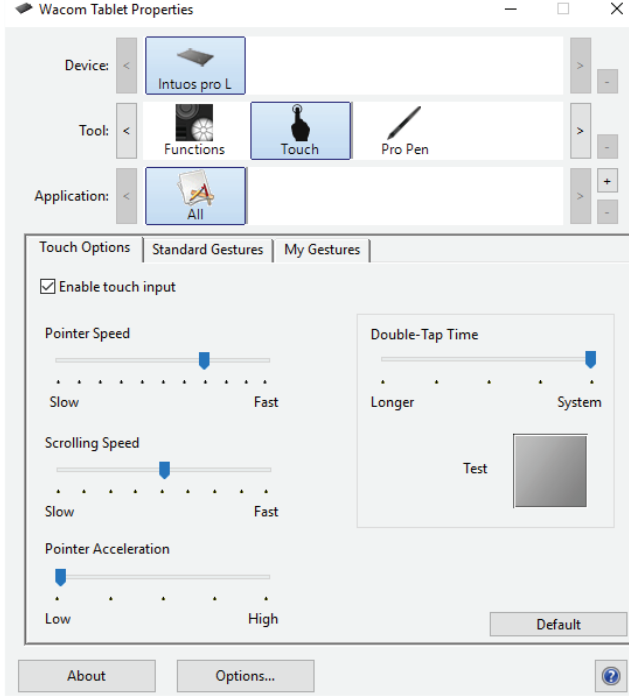 Wacom Tablet Properties
Device:
<
Intuos pro L
>
-
Tool:
<
Functions
Touch
Pro Pen
>
-
Application:
<
All
>
+
-
Touch Options
Standard Gestures
My Gestures
Enable touch input
Pointer Speed
Slow
Fast
Scrolling Speed
Slow
Fast
Pointer Acceleration
Low
High
Double-Tap Time
Longer
System
Test
Default
About
Options...
?